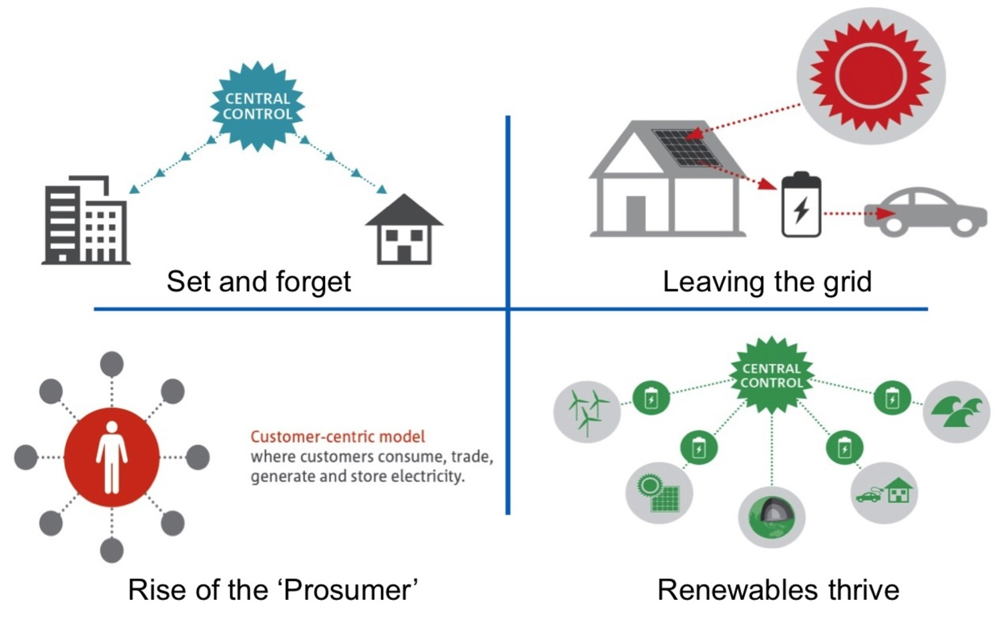 CENTRAL
CONTROL
Set and forget
Leaving the grid
Customer-centric model
where customers consume, trade,
generate and store electricity.
Rise of the ‘Prosumer’
CENTRAL
CONTROL
Renewables thrive